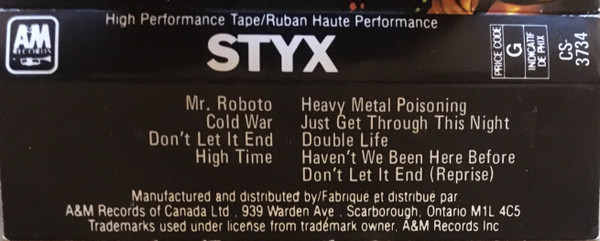 High Performance Tape/Ruban Haute Performance
A&M
RECORDS
STYX
PRICE CODE
G
INDICATIF
DE PRIX
CS-
3734
Mr. Roboto
Cold War
Don't Let It End
High Time
Heavy Metal Poisoning
Just Get Through This Night
Double Life
Haven't We Been Here Before
Don't Let It End (Reprise)
Manufactured and distributed by/Fabriqué et distribué par
A&M Records of Canada Ltd . 939 Warden Ave . Scarborough, Ontario M1L 4C5
Trademarks used under license from trademark owner, A&M Records Inc